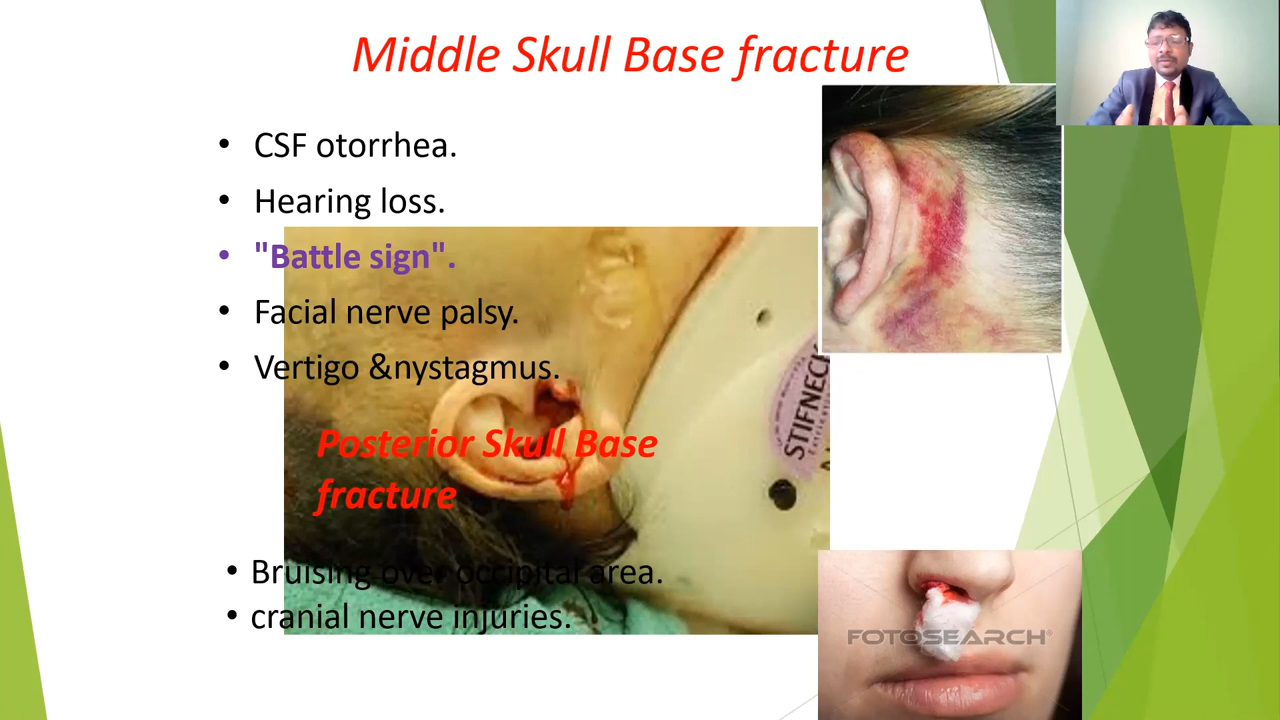 Middle Skull Base fracture
• CSF otorrhea.
• Hearing loss.
• "Battle sign".
• Facial nerve palsy.
• Vertigo &nystagmus.
STIFNECK
Posterior Skull Base
fracture
• Bruising over occipital area.
• cranial nerve injuries.
FOTOSEARCH®